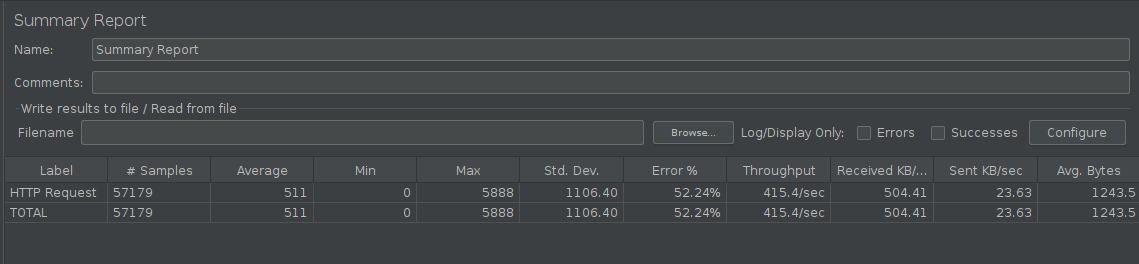 Summary Report
Name: Summary Report
Comments:
Write results to file / Read from file
Filename Browse... Log/Display Only: Errors Successes Configure
Label # Samples Average Min Max Std. Dev. Error % Throughput Received KB/... Sent KB/sec Avg. Bytes
HTTP Request 57179 511 0 5888 1106.40 52.24% 415.4/sec 504.41 23.63 1243.5
TOTAL 57179 511 0 5888 1106.40 52.24% 415.4/sec 504.41 23.63 1243.5